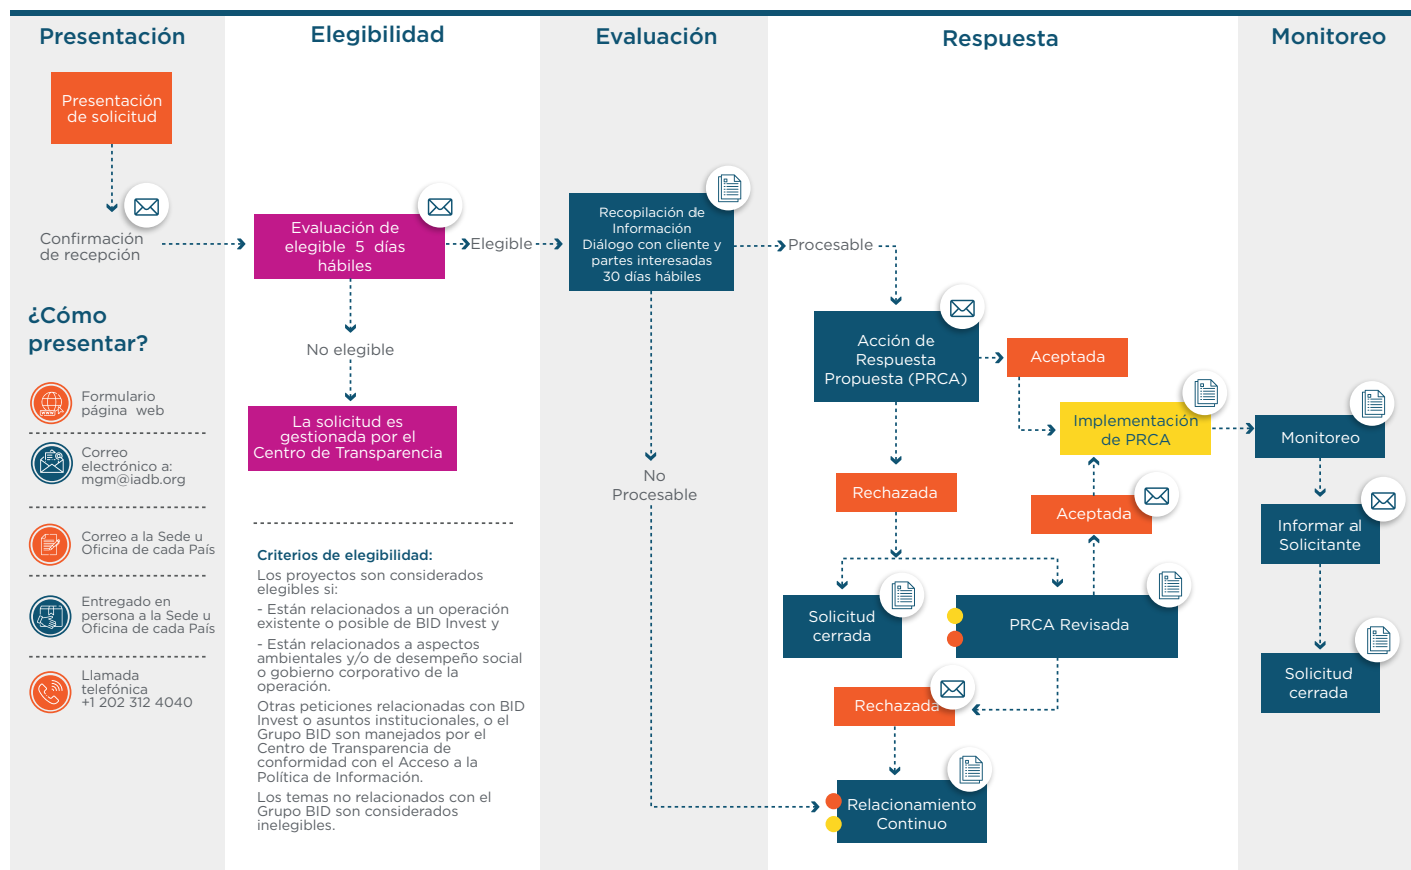 Presentación
Elegibilidad
Evaluación
Respuesta
Monitoreo
Presentación
de solicitud
Confirmación
de recepción
¿Cómo
presentar?
Formulario
página web
Correo
electrónico a:
mgm@iadb.org
Correo a la Sede u
Oficina de cada País
Entregado en
persona a la Sede u
Oficina de cada País
Llamada
telefónica
+1 202 312 4040
Evaluación de
elegible 5 días
hábiles
Elegible
No elegible
La solicitud es
gestionada por el
Centro de Transparencia
Criterios de elegibilidad:
Los proyectos son considerados
elegibles si:
- Están relacionados a un operación
existente o posible de BID Invest y
- Están relacionados a aspectos
ambientales y/o de desempeño social
o gobierno corporativo de la
operación.
Otras peticiones relacionadas con BID
Invest o asuntos institucionales, o el
Grupo BID son manejados por el
Centro de Transparencia de
conformidad con el Acceso a la
Política de Información.
Los temas no relacionados con el
Grupo BID son considerados
inelegibles.
Recopilación de
Información
Diálogo con cliente y
partes interesadas
30 días hábiles
No
Procesable
Procesable
Acción de
Respuesta
Propuesta (PRCA)
Aceptada
Implementación
de PRCA
Rechazada
Aceptada
Solicitud
cerrada
PRCA Revisada
Rechazada
Relacionamiento
Continuo
Monitoreo
Informar al
Solicitante
Solicitud
cerrada